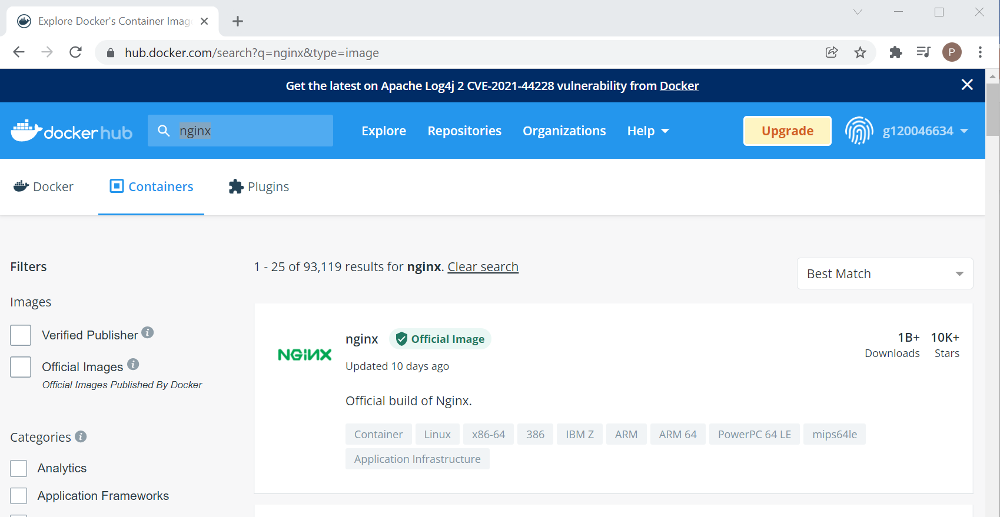 Explore Docker's Container Imag
hub.docker.com/search?q=nginx&type=image
P
Get the latest on Apache Log4j 2 CVE-2021-44228 vulnerability from Docker
docker hub
nginx
Explore
Repositories
Organizations
Help
Upgrade
g120046634
Docker
Containers
Plugins
Filters
1 - 25 of 93,119 results for nginx. Clear search
Best Match
Images
Verified Publisher
Official Images
Official Images Published By Docker
Categories
Analytics
Application Frameworks
NGINX
nginx
Official Image
1B+
Downloads
10K+
Stars
Updated 10 days ago
Official build of Nginx.
Container
Linux
x86-64
386
IBM Z
ARM
ARM 64
PowerPC 64 LE
mips64le
Application Infrastructure